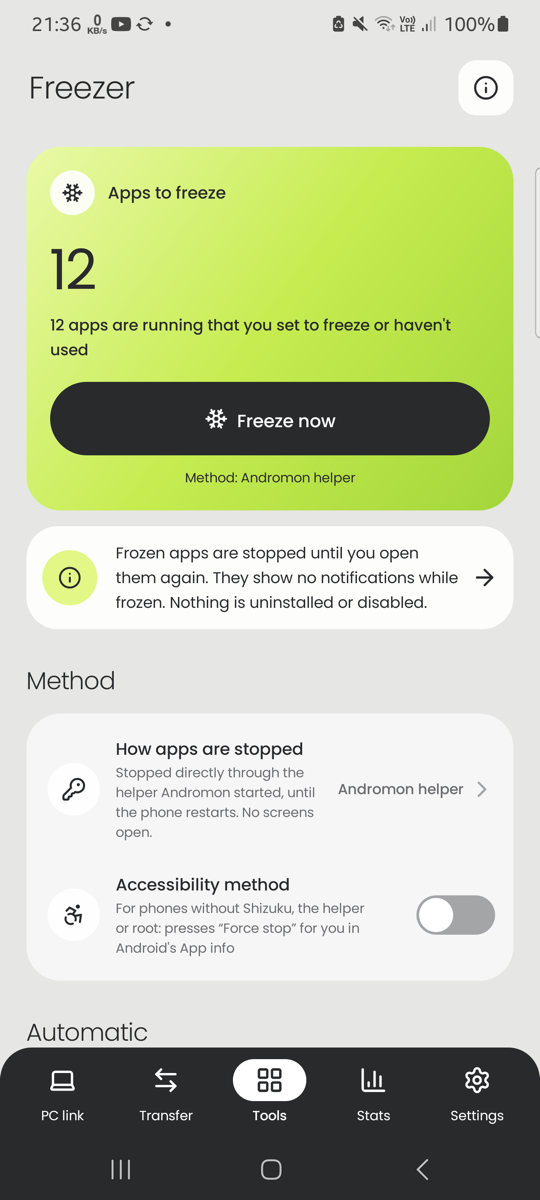 21:36 0 KB/s Vo)) LTE 100%
Freezer
Apps to freeze
12
12 apps are running that you set to freeze or haven't
used
Freeze now
Method: Andromon helper
Frozen apps are stopped until you open
them again. They show no notifications while
frozen. Nothing is uninstalled or disabled.
Method
How apps are stopped
Stopped directly through the
helper Andromon started, until
the phone restarts. No screens
open.
Andromon helper
Accessibility method
For phones without Shizuku, the helper
or root: presses “Force stop” for you in
Android's App info
Automatic
PC link
Transfer
Tools
Stats
Settings